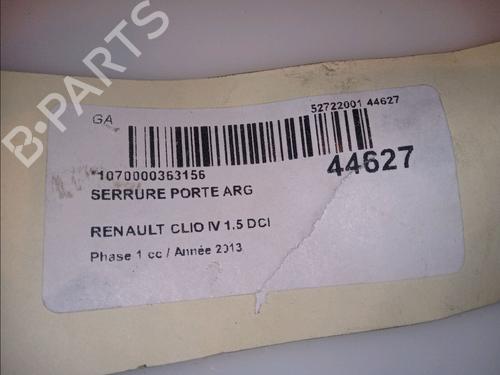 GA
52722001 44627
*1070000363156
44627
SERRURE PORTE ARG
RENAULT CLIO IV 1.5 DCI
Phase 1 cc / Année 2013
B-PARTS